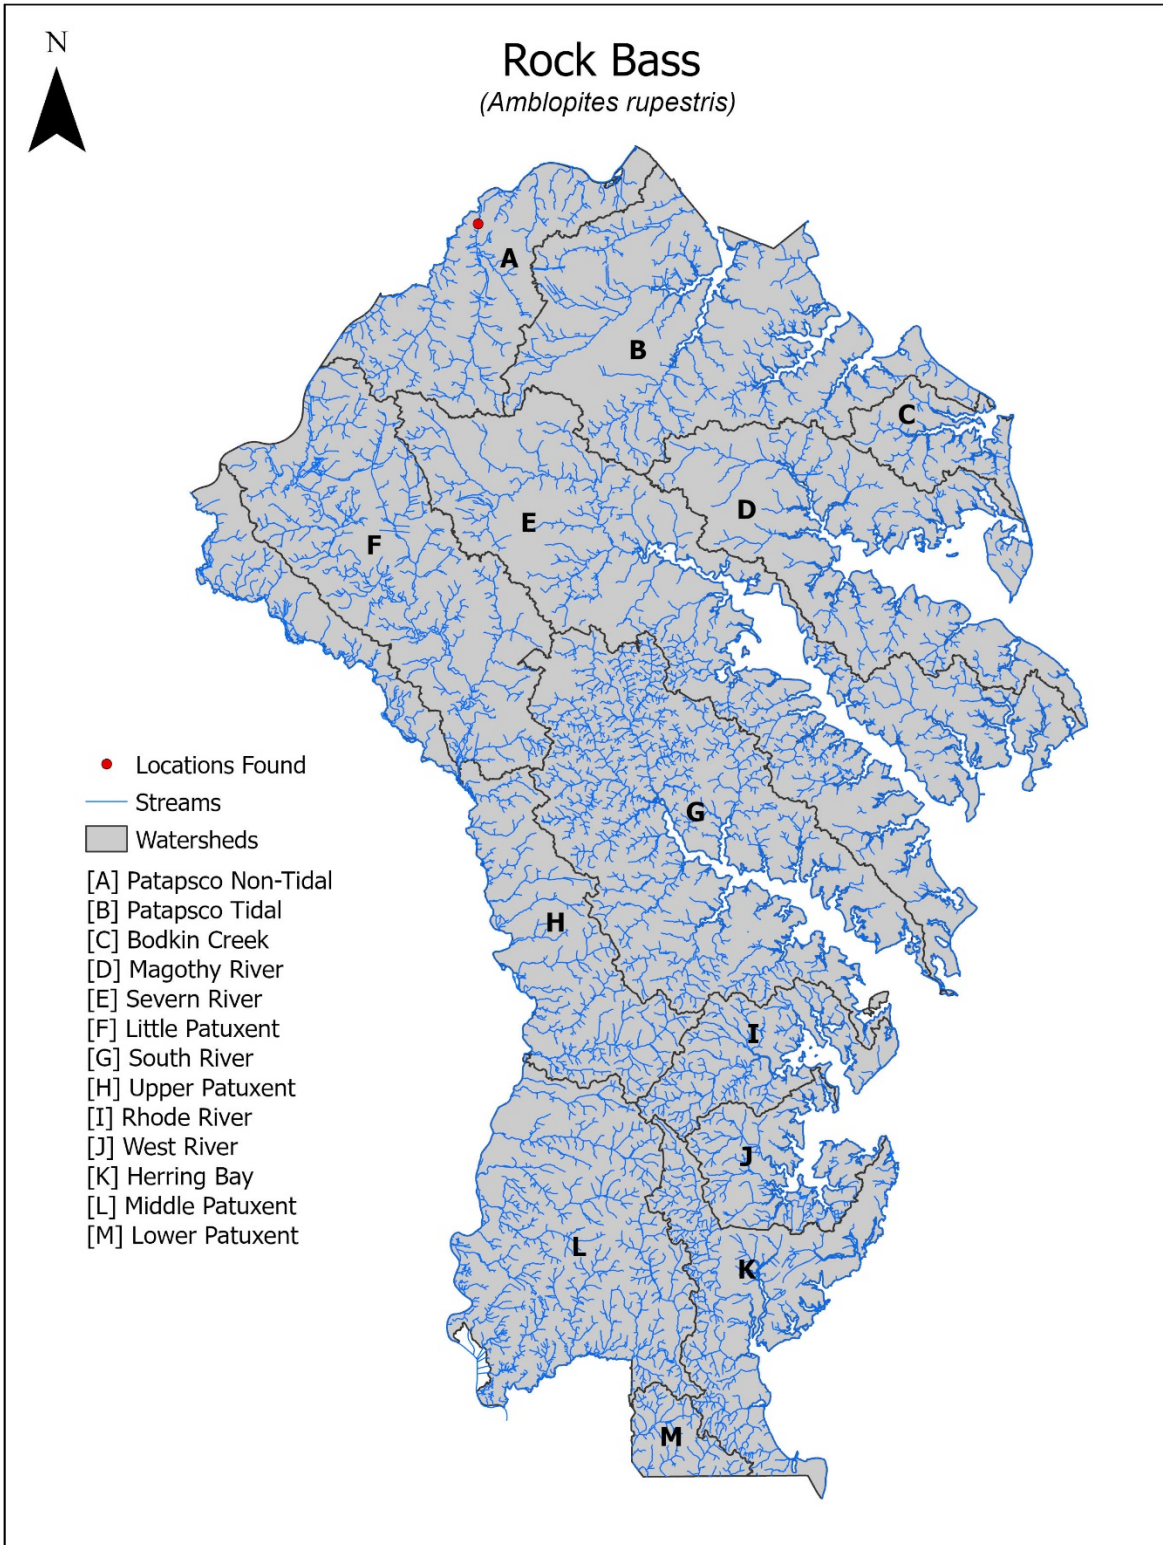 N
Rock Bass
(Amblopites rupestris)
A
B
C
D
E
F
G
H
I
J
K
L
M
Locations Found
Streams
Watersheds
[A] Patapsco Non-Tidal
[B] Patapsco Tidal
[C] Bodkin Creek
[D] Magothy River
[E] Severn River
[F] Little Patuxent
[G] South River
[H] Upper Patuxent
[I] Rhode River
[J] West River
[K] Herring Bay
[L] Middle Patuxent
[M] Lower Patuxent